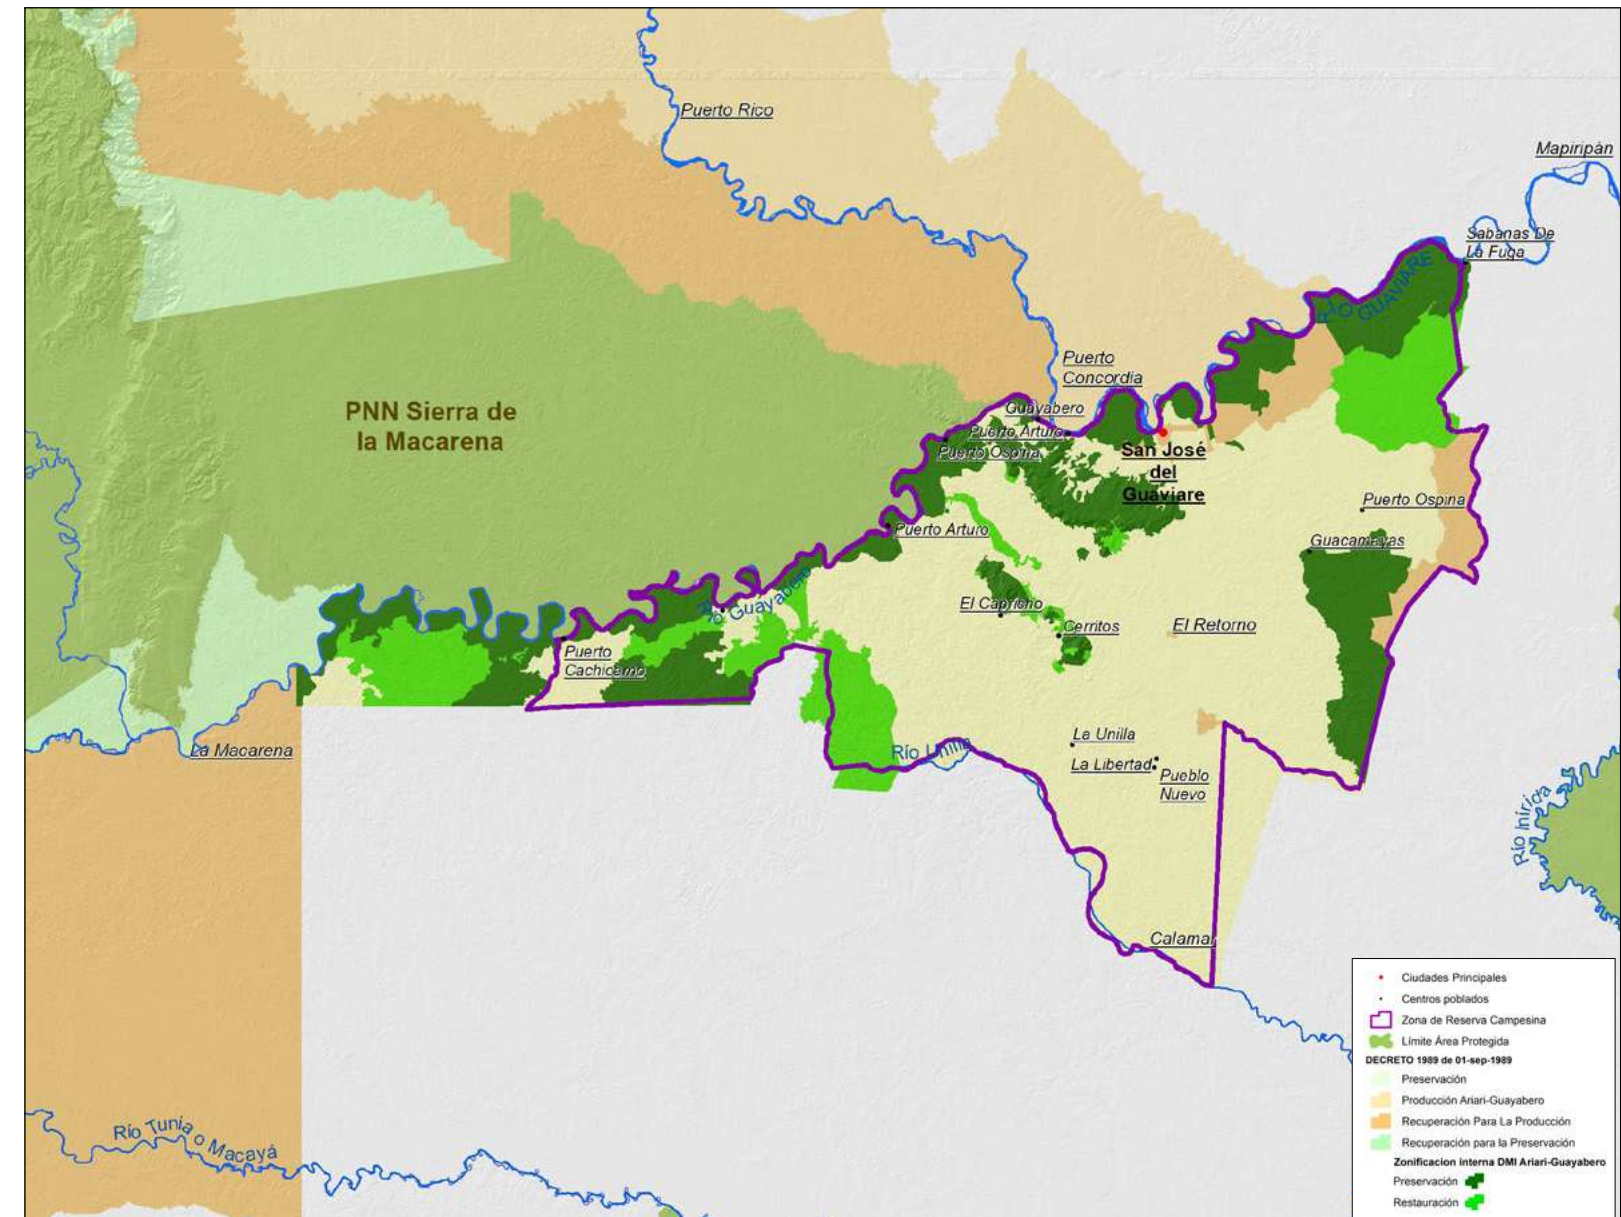 Puerto Rico
Mapiripán
Sabanas De
La Fuga
RÍO GUAVIARE
Puerto
Concordia
PNN Sierra de
la Macarena
Guayabero
Puerto Arturo
Puerto Ospina
San José
del
Guaviare
Puerto Ospina
Puerto Arturo
Guacamayas
Río Guayabero
El Capricho
Cerritos
El Retorno
Puerto
Cachicamo
La Macarena
La Unilla
Río Unilla
La Libertad
Pueblo
Nuevo
Río Inírida
Calamar
Río Tunia o Macayá
Ciudades Principales
Centros poblados
Zona de Reserva Campesina
Límite Área Protegida
DECRETO 1989 de 01-sep-1989
Preservación
Producción Ariari-Guayabero
Recuperación Para La Producción
Recuperación para la Preservación
Zonificacion interna DMI Ariari-Guayabero
Preservación
Restauración